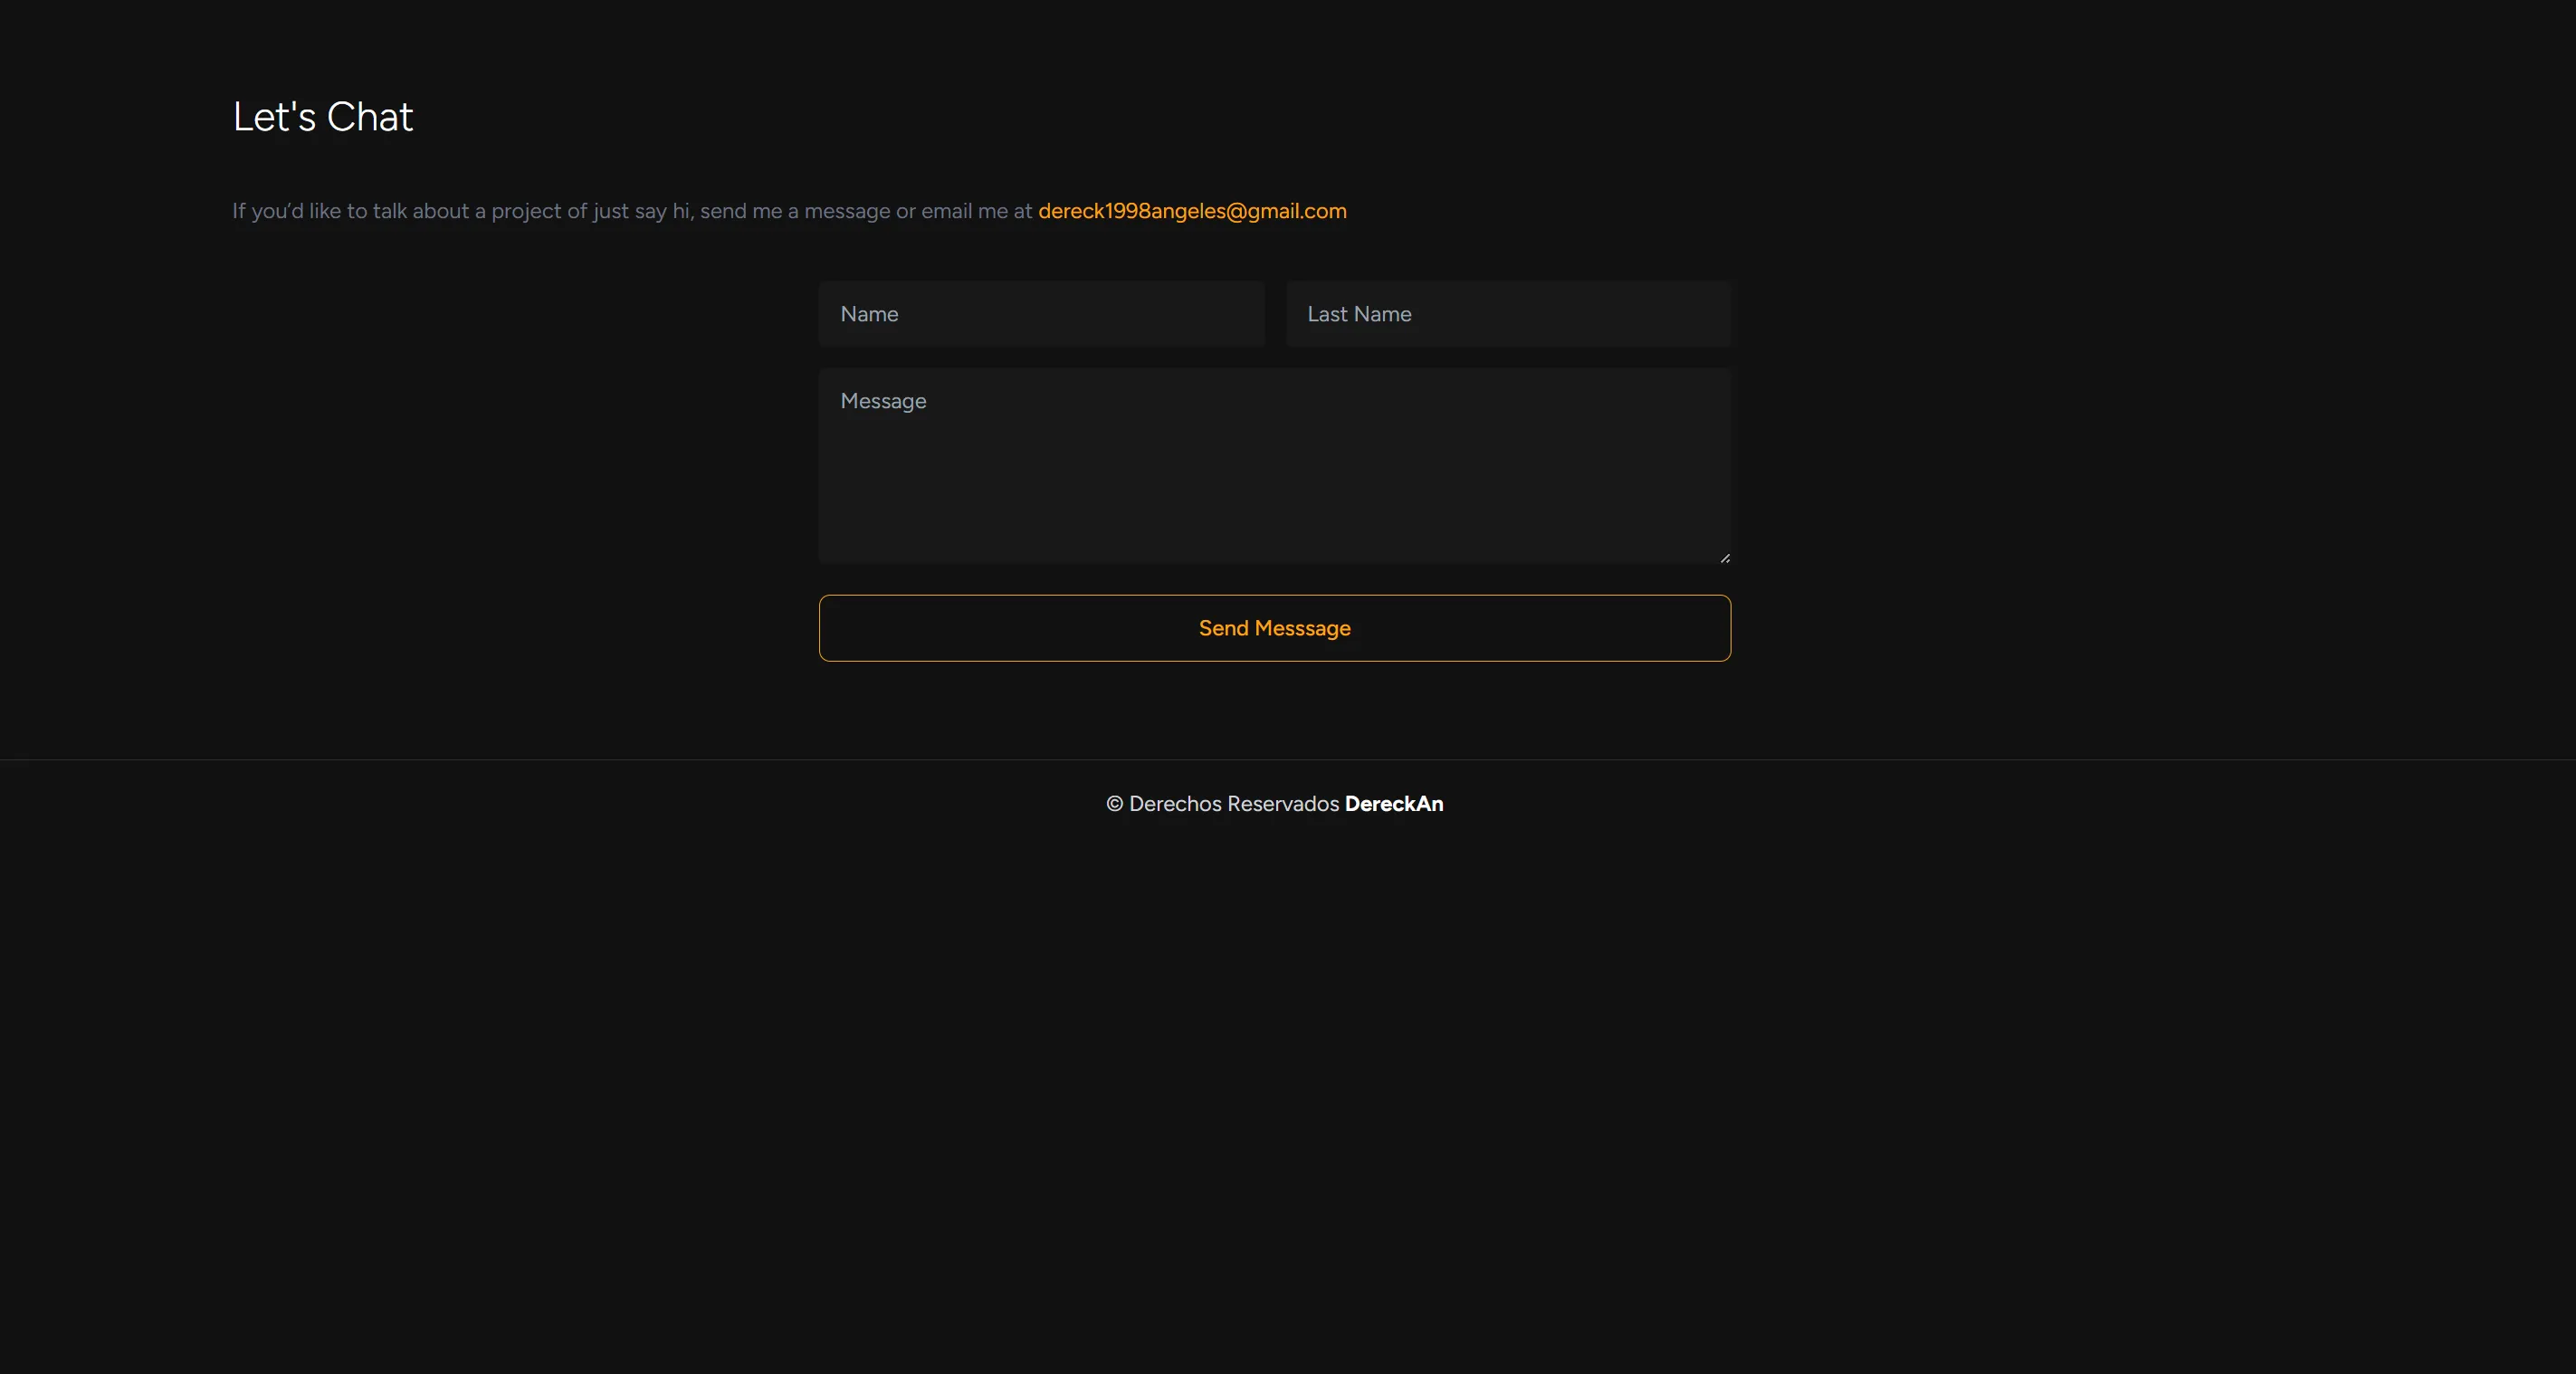 Let's Chat
If you’d like to talk about a project of just say hi, send me a message or email me at dereck1998angeles@gmail.com
Name
Last Name
Message
Send Messsage
© Derechos Reservados DereckAn